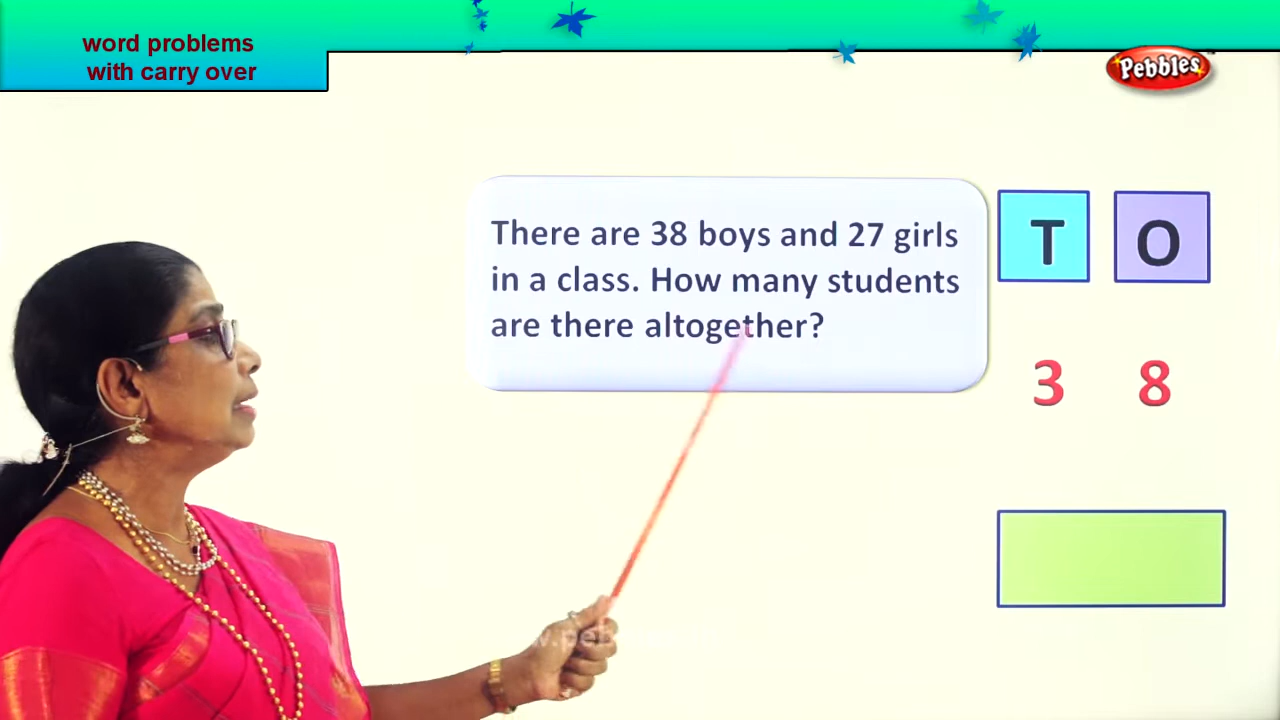 word problems
with carry over
Pebbles
There are 38 boys and 27 girls
in a class. How many students
are there altogether?
T O
3 8